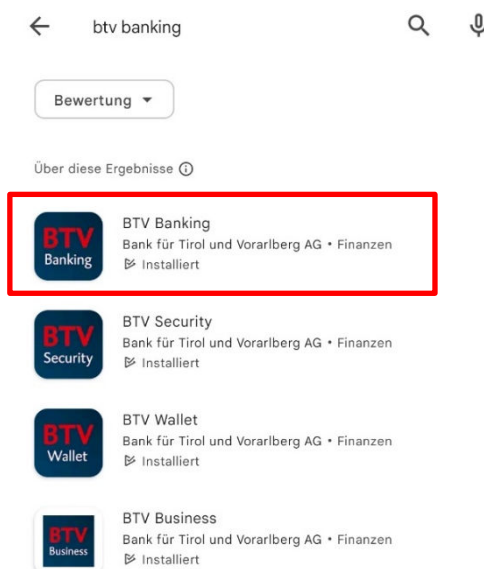 btv banking
Bewertung
Über diese Ergebnisse
BTV
Banking
BTV Banking
Bank für Tirol und Vorarlberg AG • Finanzen
Installiert
BTV
Security
BTV Security
Bank für Tirol und Vorarlberg AG • Finanzen
Installiert
BTV
Wallet
BTV Wallet
Bank für Tirol und Vorarlberg AG • Finanzen
Installiert
BTV
Business
BTV Business
Bank für Tirol und Vorarlberg AG • Finanzen
Installiert